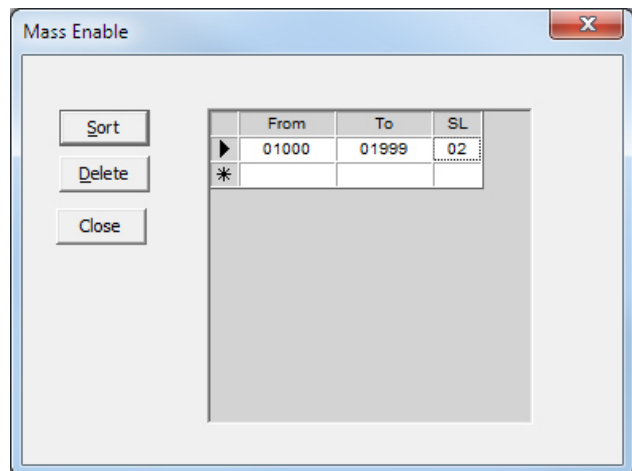 Mass Enable
Sort
Delete
Close
From To SL
01000 01999 02